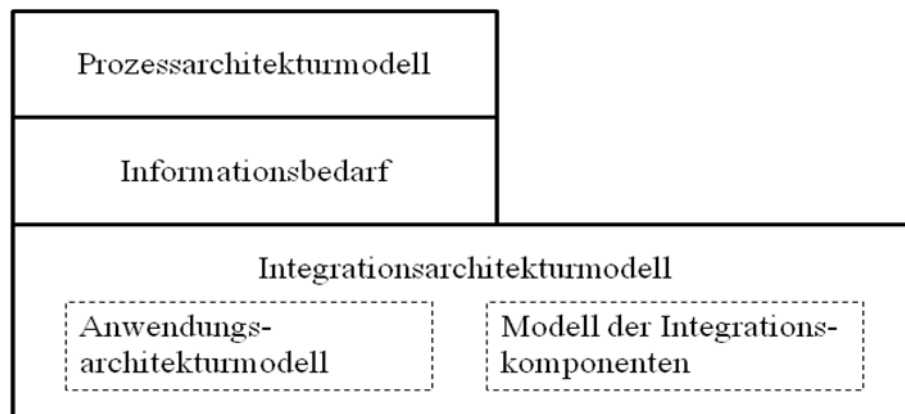 Prozessarchitekturmodell
Informationsbedarf
Integrationsarchitekturmodell
Anwendungs-
architekturmodell
Modell der Integrations-
komponenten